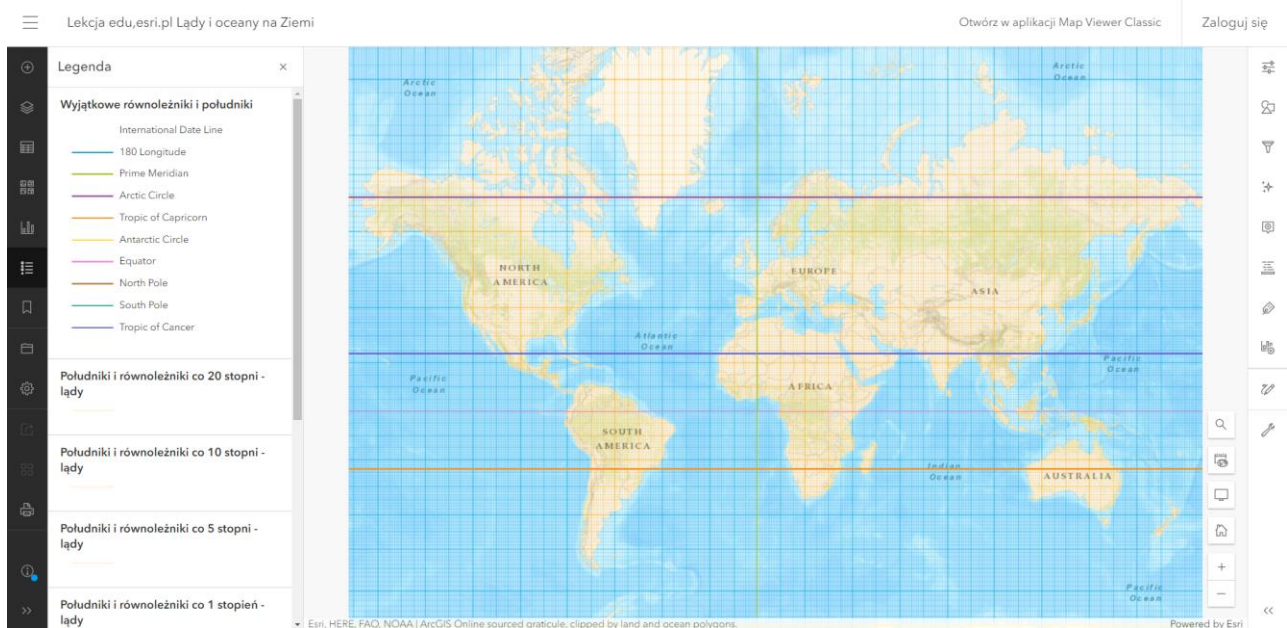 Lekcja edu,esri.pl Lądy i oceany na Ziemi
Otwórz w aplikacji Map Viewer Classic
Zaloguj się
Legenda
Wyjątkowe równoleżniki i południki
International Date Line
180 Longitude
Prime Meridian
Arctic Circle
Tropic of Capricorn
Antarctic Circle
Equator
North Pole
South Pole
Tropic of Cancer
Południki i równoleżniki co 20 stopni -
lądy
Południki i równoleżniki co 10 stopni -
lądy
Południki i równoleżniki co 5 stopni -
lądy
Południki i równoleżniki co 1 stopień -
lądy
Arctic
Ocean
Arctic
Ocean
NORTH
AMERICA
EUROPE
ASIA
Atlantic
Ocean
Pacific
Ocean
Pacific
Ocean
AFRICA
SOUTH
AMERICA
Indian
Ocean
AUSTRALIA
Pacific
Ocean
Esri, HERE, FAO, NOAA | ArcGIS Online sourced graticule, clipped by land and ocean polygons.
Powered by Esri